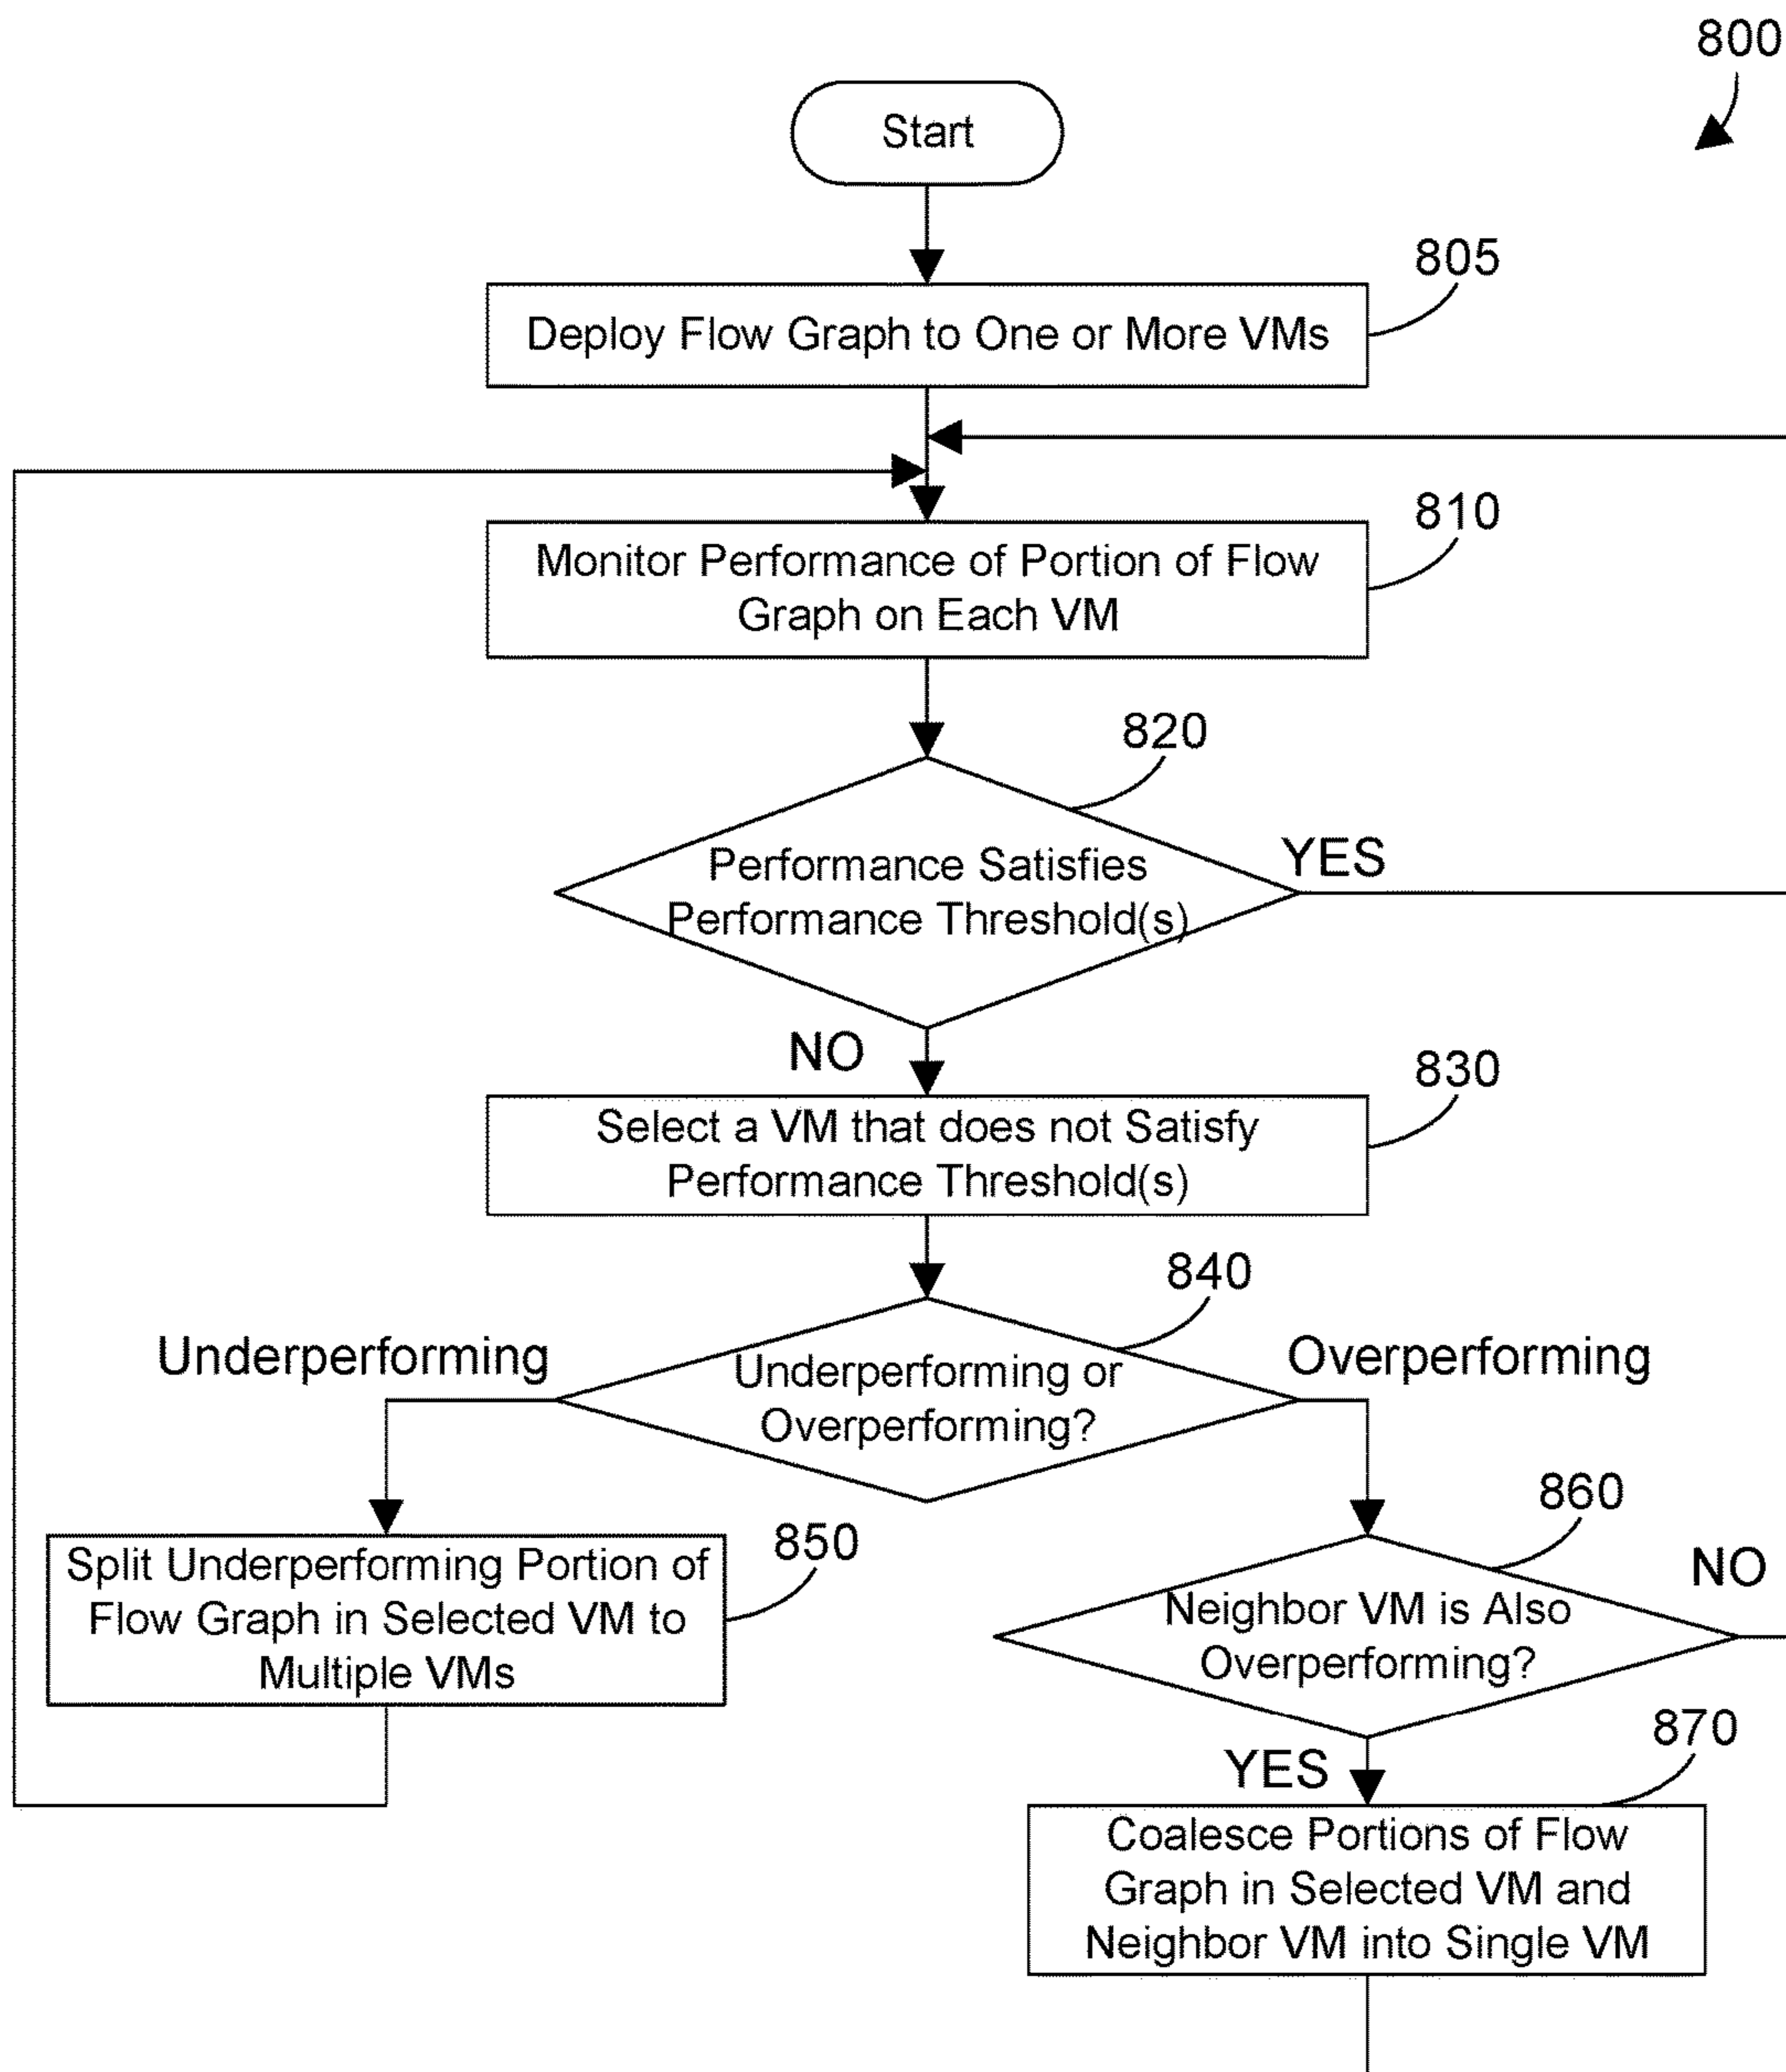 800
Start
805
Deploy Flow Graph to One or More VMs
810
Monitor Performance of Portion of Flow
Graph on Each VM
820
Performance Satisfies
Performance Threshold(s)
YES
NO
830
Select a VM that does not Satisfy
Performance Threshold(s)
840
Underperforming
Underperforming or
Overperforming?
Overperforming
850
Split Underperforming Portion of
Flow Graph in Selected VM to
Multiple VMs
860
NO
Neighbor VM is Also
Overperforming?
YES
870
Coalesce Portions of Flow
Graph in Selected VM and
Neighbor VM into Single VM